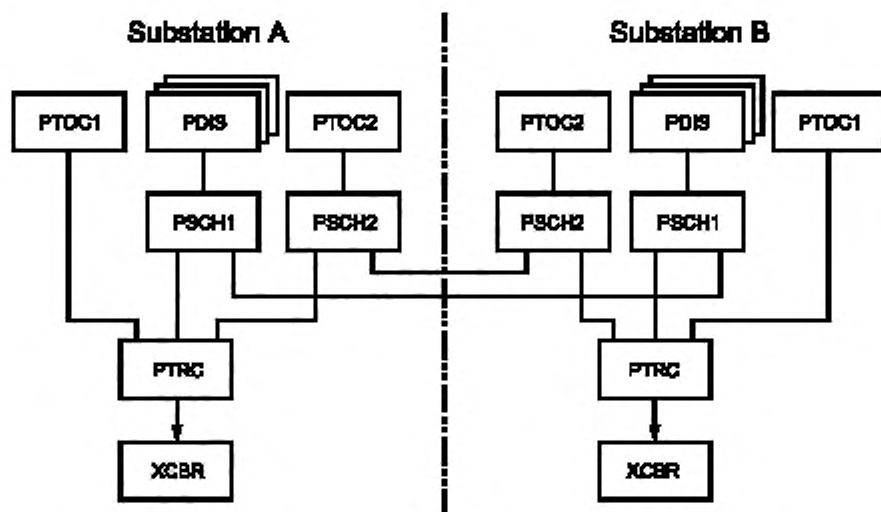 Substation A
Substation B
PTOC1
PDIS
PTOC2
PTOC2
PDIS
PTOC1
PSCH1
PSCH2
PSCH2
PSCH1
PTRC
PTRC
XCBR
XCBR